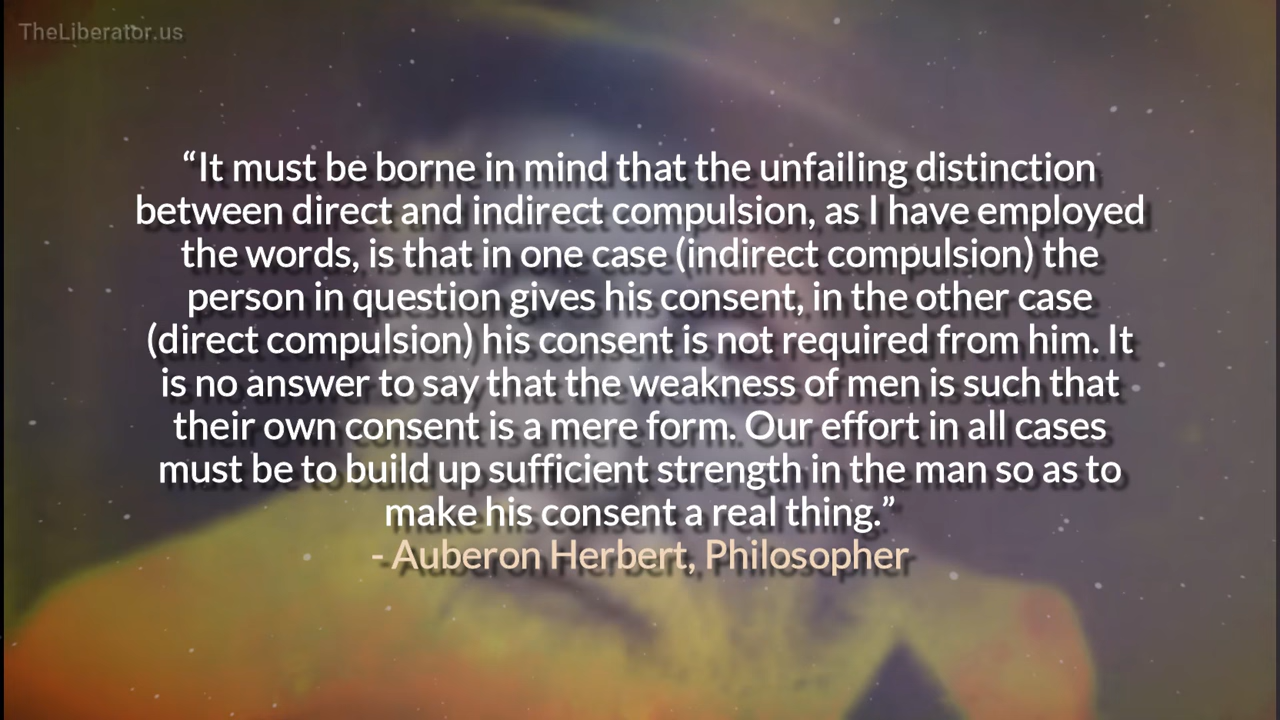 TheLiberator.us
“It must be borne in mind that the unfailing distinction
between direct and indirect compulsion, as I have employed
the words, is that in one case (indirect compulsion) the
person in question gives his consent, in the other case
(direct compulsion) his consent is not required from him. It
is no answer to say that the weakness of men is such that
their own consent is a mere form. Our effort in all cases
must be to build up sufficient strength in the man so as to
make his consent a real thing.”
- Auberon Herbert, Philosopher